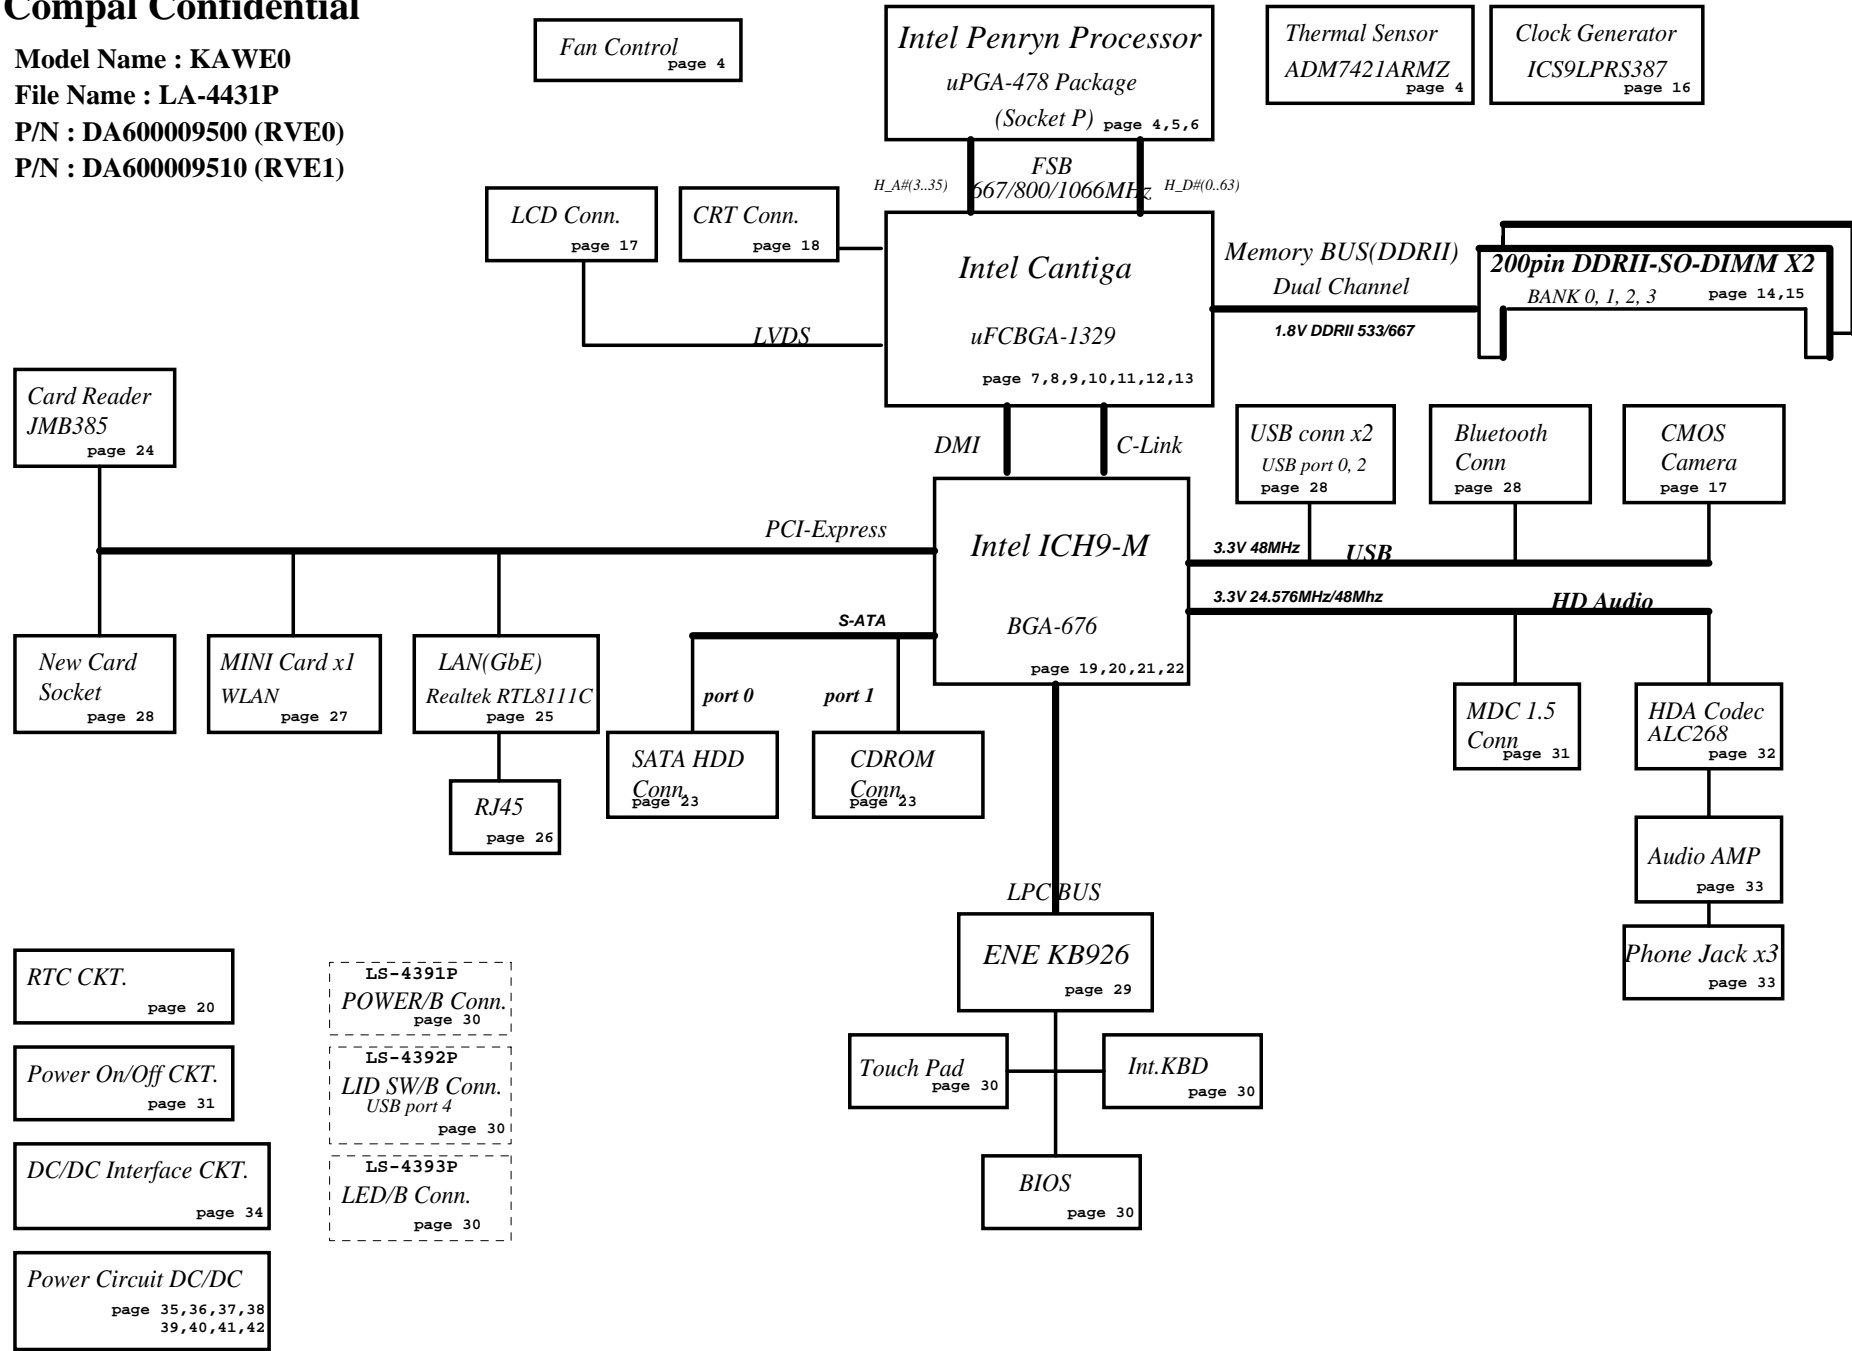 Compal Confidential
Model Name : KAWE0
File Name : LA-4431P
P/N : DA600009500 (RVE0)
P/N : DA600009510 (RVE1)
Fan Control
page 4
Intel Penryn Processor
uPGA-478 Package
(Socket P) page 4,5,6
Thermal Sensor
ADM7421ARMZ
page 4
Clock Generator
ICS9LPRS387
page 16
H_A#(3..35)
FSB
667/800/1066MHz
H_D#(0..63)
LCD Conn.
page 17
CRT Conn.
page 18
LVDS
Intel Cantiga
uFCBGA-1329
page 7,8,9,10,11,12,13
Memory BUS(DDRII)
Dual Channel
1.8V DDRII 533/667
200pin DDRII-SO-DIMM X2
BANK 0, 1, 2, 3 page 14,15
Card Reader
JMB385
page 24
DMI
C-Link
USB conn x2
USB port 0, 2
page 28
Bluetooth
Conn
page 28
CMOS
Camera
page 17
PCI-Express
Intel ICH9-M
BGA-676
page 19,20,21,22
3.3V 48MHz
USB
3.3V 24.576MHz/48Mhz
HD Audio
S-ATA
New Card
Socket
page 28
MINI Card x1
WLAN
page 27
LAN(GbE)
Realtek RTL8111C
page 25
port 0
port 1
RJ45
page 26
SATA HDD
Conn.
page 23
CDROM
Conn.
page 23
MDC 1.5
Conn
page 31
HDA Codec
ALC268
page 32
Audio AMP
page 33
Phone Jack x3
page 33
LPC BUS
ENE KB926
page 29
Touch Pad
page 30
Int.KBD
page 30
BIOS
page 30
RTC CKT.
page 20
Power On/Off CKT.
page 31
DC/DC Interface CKT.
page 34
Power Circuit DC/DC
page 35,36,37,38
39,40,41,42
LS-4391P
POWER/B Conn.
page 30
LS-4392P
LID SW/B Conn.
USB port 4
page 30
LS-4393P
LED/B Conn.
page 30